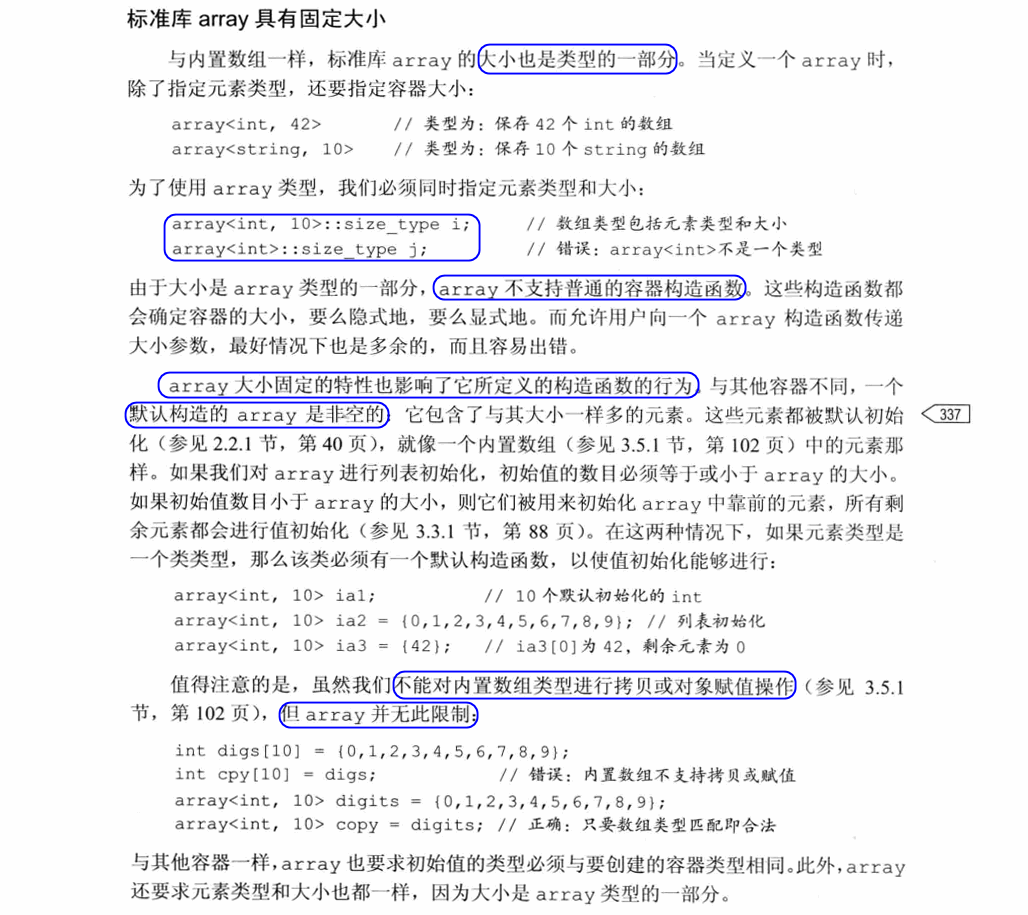 标准库 array 具有固定大小
与内置数组一样，标准库 array 的大小也是类型的一部分。当定义一个 array 时，
除了指定元素类型，还要指定容器大小：
array<int, 42> // 类型为：保存 42 个 int 的数组
array<string, 10> // 类型为：保存 10 个 string 的数组
为了使用 array 类型，我们必须同时指定元素类型和大小：
array<int, 10>::size_type i; // 数组类型包括元素类型和大小
array<int>::size_type j; // 错误：array<int>不是一个类型
由于大小是 array 类型的一部分，array 不支持普通的容器构造函数。这些构造函数都
会确定容器的大小，要么隐式地，要么显式地。而允许用户向一个 array 构造函数传递
大小参数，最好情况下也是多余的，而且容易出错。
array 大小固定的特性也影响了它所定义的构造函数的行为。与其他容器不同，一个
默认构造的 array 是非空的：它包含了与其大小一样多的元素。这些元素都被默认初始
337
化（参见 2.2.1 节，第 40 页），就像一个内置数组（参见 3.5.1 节，第 102 页）中的元素那
样。如果我们对 array 进行列表初始化，初始值的数目必须等于或小于 array 的大小。
如果初始值数目小于 array 的大小，则它们被用来初始化 array 中靠前的元素，所有剩
余元素都会进行值初始化（参见 3.3.1 节，第 88 页）。在这两种情况下，如果元素类型是
一个类类型，那么该类必须有一个默认构造函数，以使值初始化能够进行：
array<int, 10> ia1; // 10 个默认初始化的 int
array<int, 10> ia2 = {0,1,2,3,4,5,6,7,8,9}; // 列表初始化
array<int, 10> ia3 = {42}; // ia3[0]为 42，剩余元素为 0
值得注意的是，虽然我们不能对内置数组类型进行拷贝或对象赋值操作（参见 3.5.1
节，第 102 页），但 array 并无此限制：
int digs[10] = {0,1,2,3,4,5,6,7,8,9};
int cpy[10] = digs; // 错误：内置数组不支持拷贝或赋值
array<int, 10> digits = {0,1,2,3,4,5,6,7,8,9};
array<int, 10> copy = digits; // 正确：只要数组类型匹配即合法
与其他容器一样，array 也要求初始值的类型必须与要创建的容器类型相同。此外，array
还要求元素类型和大小也都一样，因为大小是 array 类型的一部分。